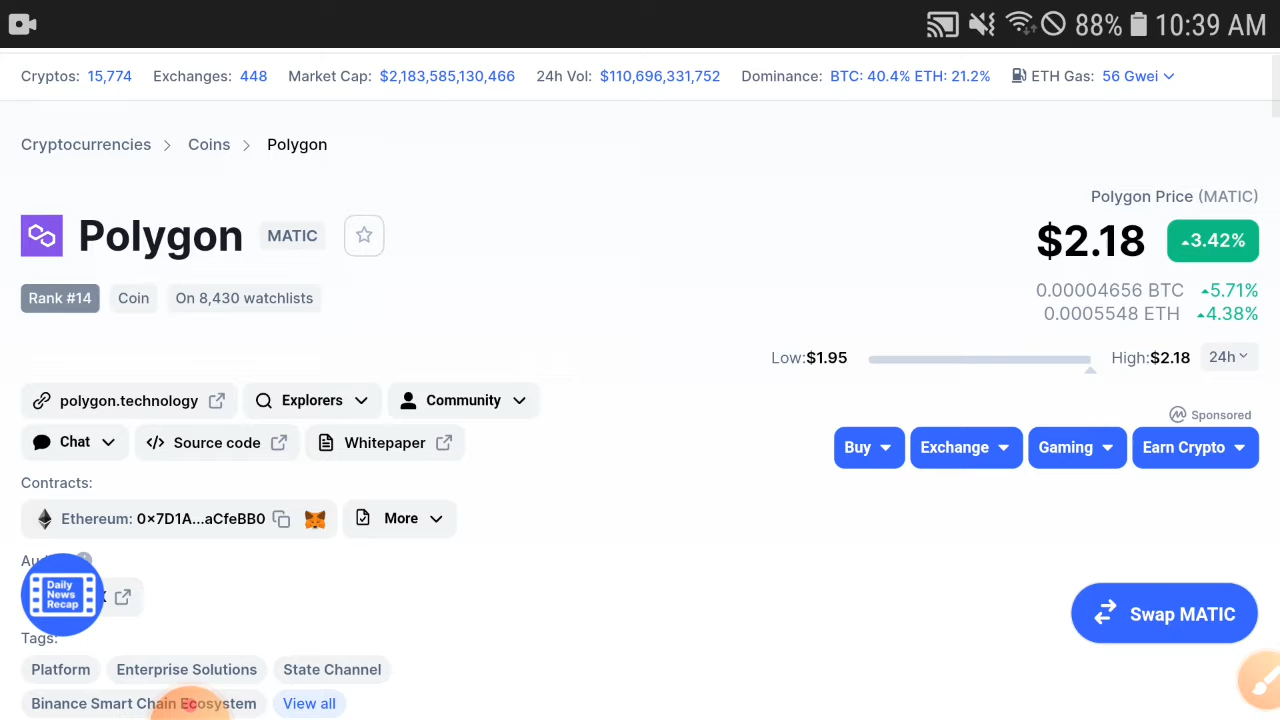 88% 10:39 AM
Cryptos: 15,774 Exchanges: 448 Market Cap: $2,183,585,130,466 24h Vol: $110,696,331,752 Dominance: BTC: 40.4% ETH: 21.2% ETH Gas: 56 Gwei
Cryptocurrencies > Coins > Polygon
Polygon Price (MATIC)
Polygon MATIC
$2.18 3.42%
Rank #14 Coin On 8,430 watchlists
0.00004656 BTC 5.71%
0.0005548 ETH 4.38%
Low:$1.95 High:$2.18 24h
polygon.technology Explorers Community
Sponsored
Chat Source code Whitepaper
Buy Exchange Gaming Earn Crypto
Contracts:
Ethereum: 0x7D1A...aCfeBB0 More
Daily
News
Recap
Swap MATIC
Tags:
Platform Enterprise Solutions State Channel
Binance Smart Chain Ecosystem View all